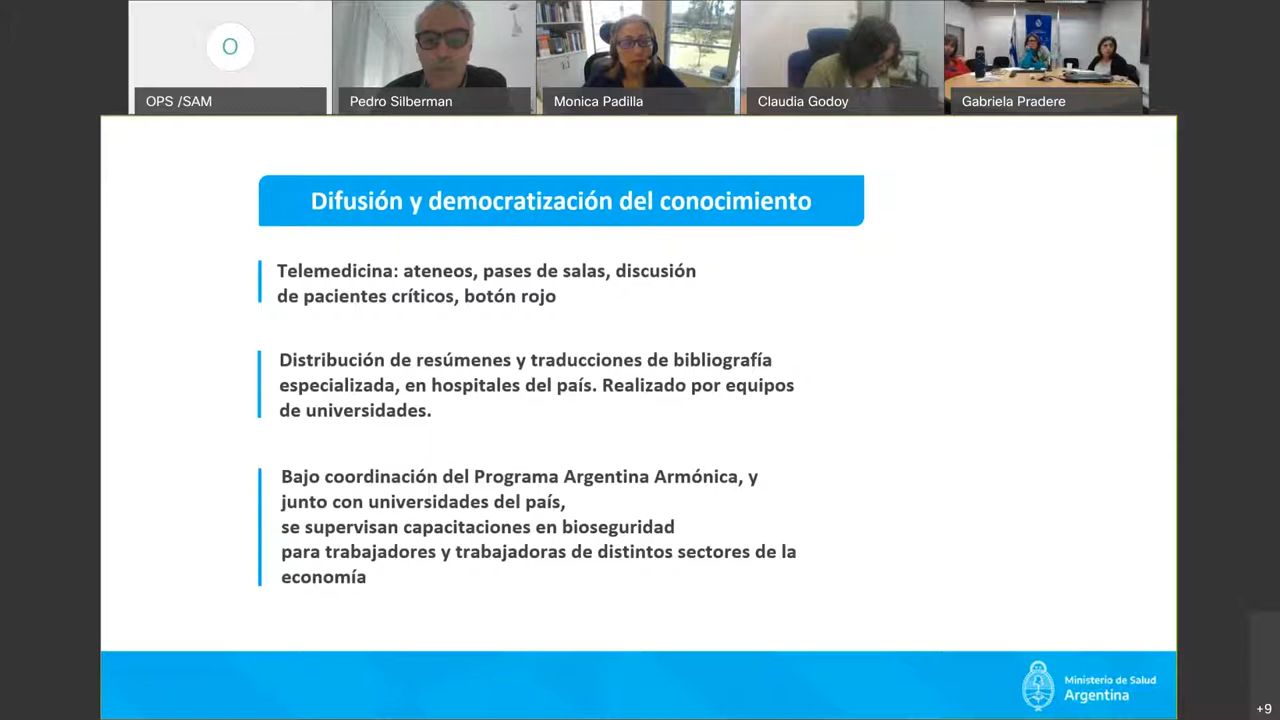 O
OPS /SAM
Pedro Silberman
Monica Padilla
Claudia Godoy
Gabriela Pradere
Difusión y democratización del conocimiento
Telemedicina: ateneos, pases de salas, discusión
de pacientes críticos, botón rojo
Distribución de resúmenes y traducciones de bibliografía
especializada, en hospitales del país. Realizado por equipos
de universidades.
Bajo coordinación del Programa Argentina Armónica, y
junto con universidades del país,
se supervisan capacitaciones en bioseguridad
para trabajadores y trabajadoras de distintos sectores de la
economía
Ministerio de Salud
Argentina
+9